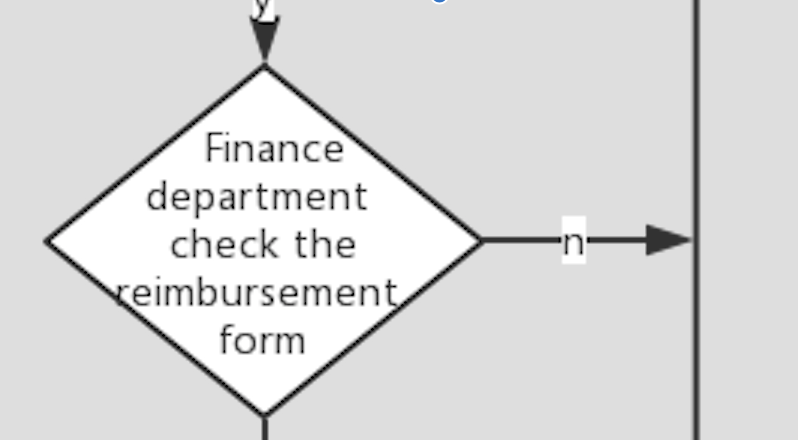 y
Finance
department
check the
reimbursement
form
n